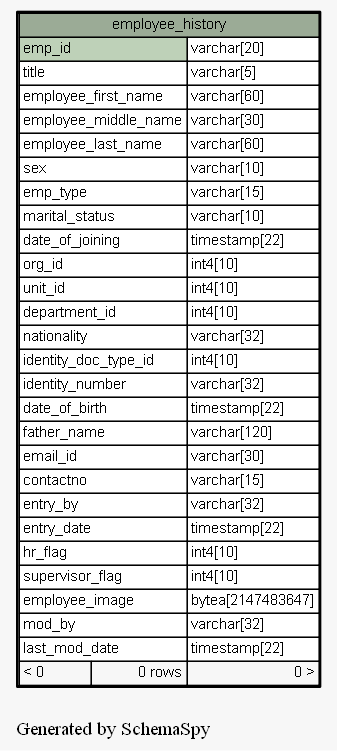 employee_history
emp_id varchar[20]
title varchar[5]
employee_first_name varchar[60]
employee_middle_name varchar[30]
employee_last_name varchar[60]
sex varchar[10]
emp_type varchar[15]
marital_status varchar[10]
date_of_joining timestamp[22]
org_id int4[10]
unit_id int4[10]
department_id int4[10]
nationality varchar[32]
identity_doc_type_id int4[10]
identity_number varchar[32]
date_of_birth timestamp[22]
father_name varchar[120]
email_id varchar[30]
contactno varchar[15]
entry_by varchar[32]
entry_date timestamp[22]
hr_flag int4[10]
supervisor_flag int4[10]
employee_image bytea[2147483647]
mod_by varchar[32]
last_mod_date timestamp[22]
< 0 0 rows 0 >
Generated by SchemaSpy